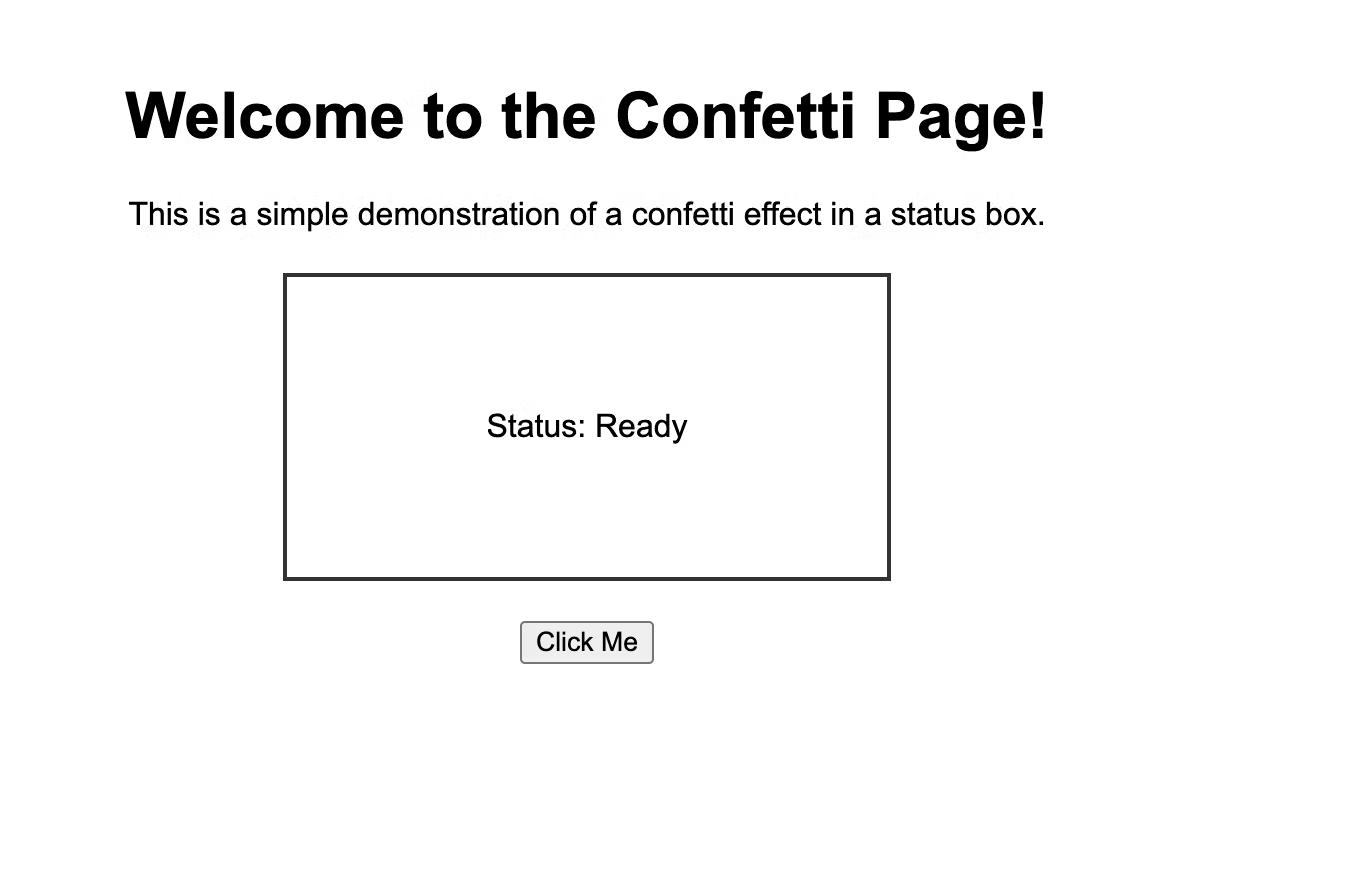 Welcome to the Confetti Page!
This is a simple demonstration of a confetti effect in a status box.
Status: Ready
Click Me